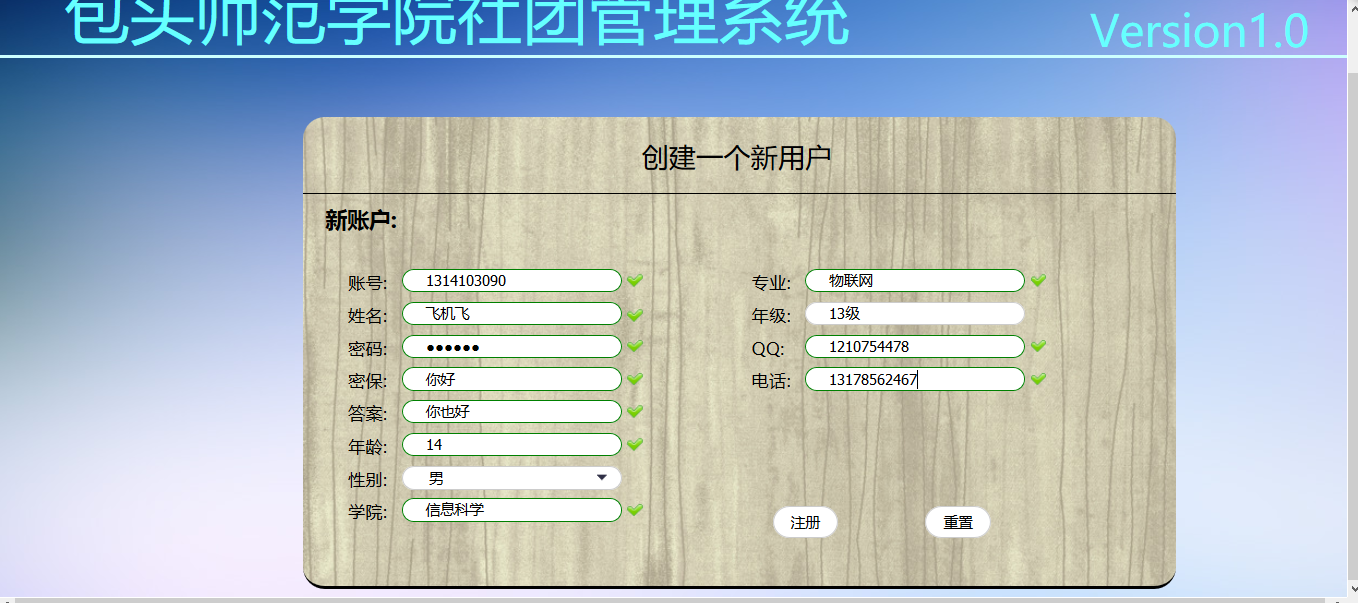 包头师范学院社团管理系统
Version1.0
创建一个新用户
新账户:
账号: 1314103090
姓名: 飞机飞
密码: ●●●●●●
密保: 你好
答案: 你也好
年龄: 14
性别: 男
学院: 信息科学
专业: 物联网
年级: 13级
QQ: 1210754478
电话: 13178562467
注册
重置